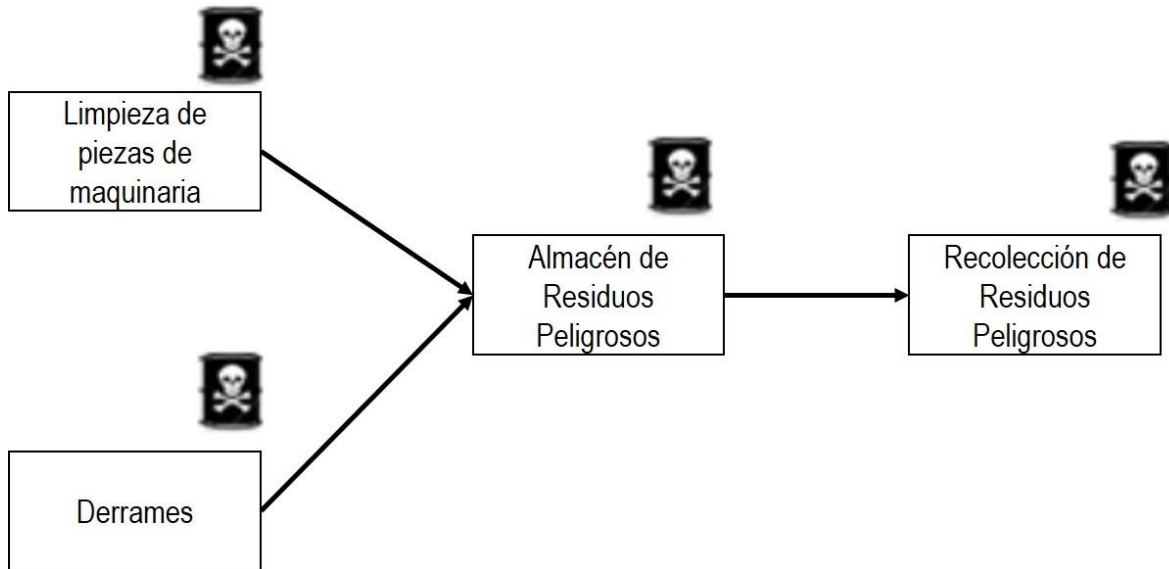 Limpieza de
piezas de
maquinaria
Almacén de
Residuos
Peligrosos
Recolección de
Residuos
Peligrosos
Derrames